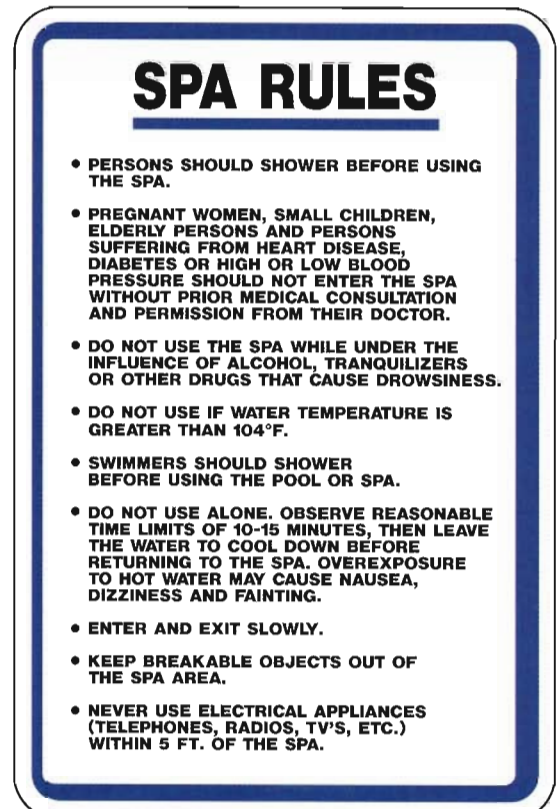 SPA RULES
• PERSONS SHOULD SHOWER BEFORE USING
THE SPA.
• PREGNANT WOMEN, SMALL CHILDREN,
ELDERLY PERSONS AND PERSONS
SUFFERING FROM HEART DISEASE,
DIABETES OR HIGH OR LOW BLOOD
PRESSURE SHOULD NOT ENTER THE SPA
WITHOUT PRIOR MEDICAL CONSULTATION
AND PERMISSION FROM THEIR DOCTOR.
• DO NOT USE THE SPA WHILE UNDER THE
INFLUENCE OF ALCOHOL, TRANQUILIZERS
OR OTHER DRUGS THAT CAUSE DROWSINESS.
• DO NOT USE IF WATER TEMPERATURE IS
GREATER THAN 104°F.
• SWIMMERS SHOULD SHOWER
BEFORE USING THE POOL OR SPA.
• DO NOT USE ALONE. OBSERVE REASONABLE
TIME LIMITS OF 10-15 MINUTES, THEN LEAVE
THE WATER TO COOL DOWN BEFORE
RETURNING TO THE SPA. OVEREXPOSURE
TO HOT WATER MAY CAUSE NAUSEA,
DIZZINESS AND FAINTING.
• ENTER AND EXIT SLOWLY.
• KEEP BREAKABLE OBJECTS OUT OF
THE SPA AREA.
• NEVER USE ELECTRICAL APPLIANCES
(TELEPHONES, RADIOS, TV'S, ETC.)
WITHIN 5 FT. OF THE SPA.